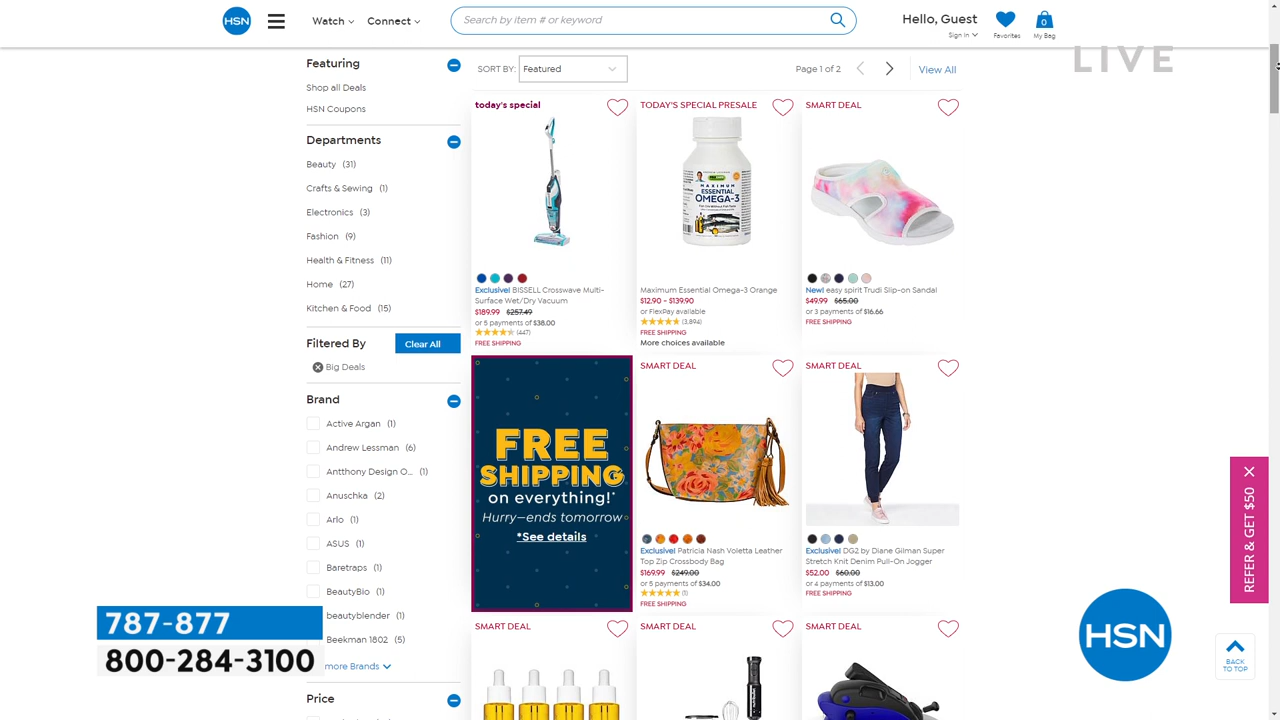 HSN
Watch
Connect
Search by item # or keyword
Hello, Guest
Sign In
Favorites
0
My Bag
LIVE
Featuring
Shop all Deals
HSN Coupons
Departments
Beauty (31)
Crafts & Sewing (1)
Electronics (3)
Fashion (9)
Health & Fitness (11)
Home (27)
Kitchen & Food (15)
Filtered By
Clear All
Big Deals
Brand
Active Argan (1)
Andrew Lessman (6)
Antthony Design O... (1)
Anuschka (2)
Arlo (1)
ASUS (1)
Baretraps (1)
BeautyBio (1)
beautyblender (1)
Beekman 1802 (5)
more Brands
Price
787-877
800-284-3100
SORT BY: Featured
Page 1 of 2
View All
today's special
Exclusive! BISSELL Crosswave Multi-
Surface Wet/Dry Vacuum
$189.99 $257.49
or 5 payments of $38.00
(447)
FREE SHIPPING
TODAY'S SPECIAL PRESALE
MAXIMUM
ESSENTIAL
OMEGA-3
Maximum Essential Omega-3 Orange
$12.90 - $139.90
or FlexPay available
(3,894)
FREE SHIPPING
More choices available
SMART DEAL
New! easy spirit Trudi Slip-on Sandal
$49.99 $65.00
or 3 payments of $16.66
FREE SHIPPING
FREE
SHIPPING
on everything!*
Hurry—ends tomorrow
*See details
SMART DEAL
Exclusive! Patricia Nash Voletta Leather
Top Zip Crossbody Bag
$169.99 $249.00
or 5 payments of $34.00
(1)
FREE SHIPPING
SMART DEAL
Exclusive! DG2 by Diane Gilman Super
Stretch Knit Denim Pull-On Jogger
$52.00 $60.00
or 4 payments of $13.00
FREE SHIPPING
SMART DEAL
SMART DEAL
SMART DEAL
REFER & GET $50
HSN
BACK
TO TOP